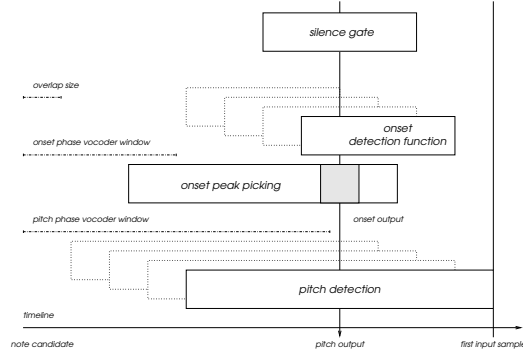 silence gate
overlap size
onset
detection function
onset phase vocoder window
onset peak picking
pitch phase vocoder window
onset output
pitch detection
timeline
note candidate
pitch output
first input sample